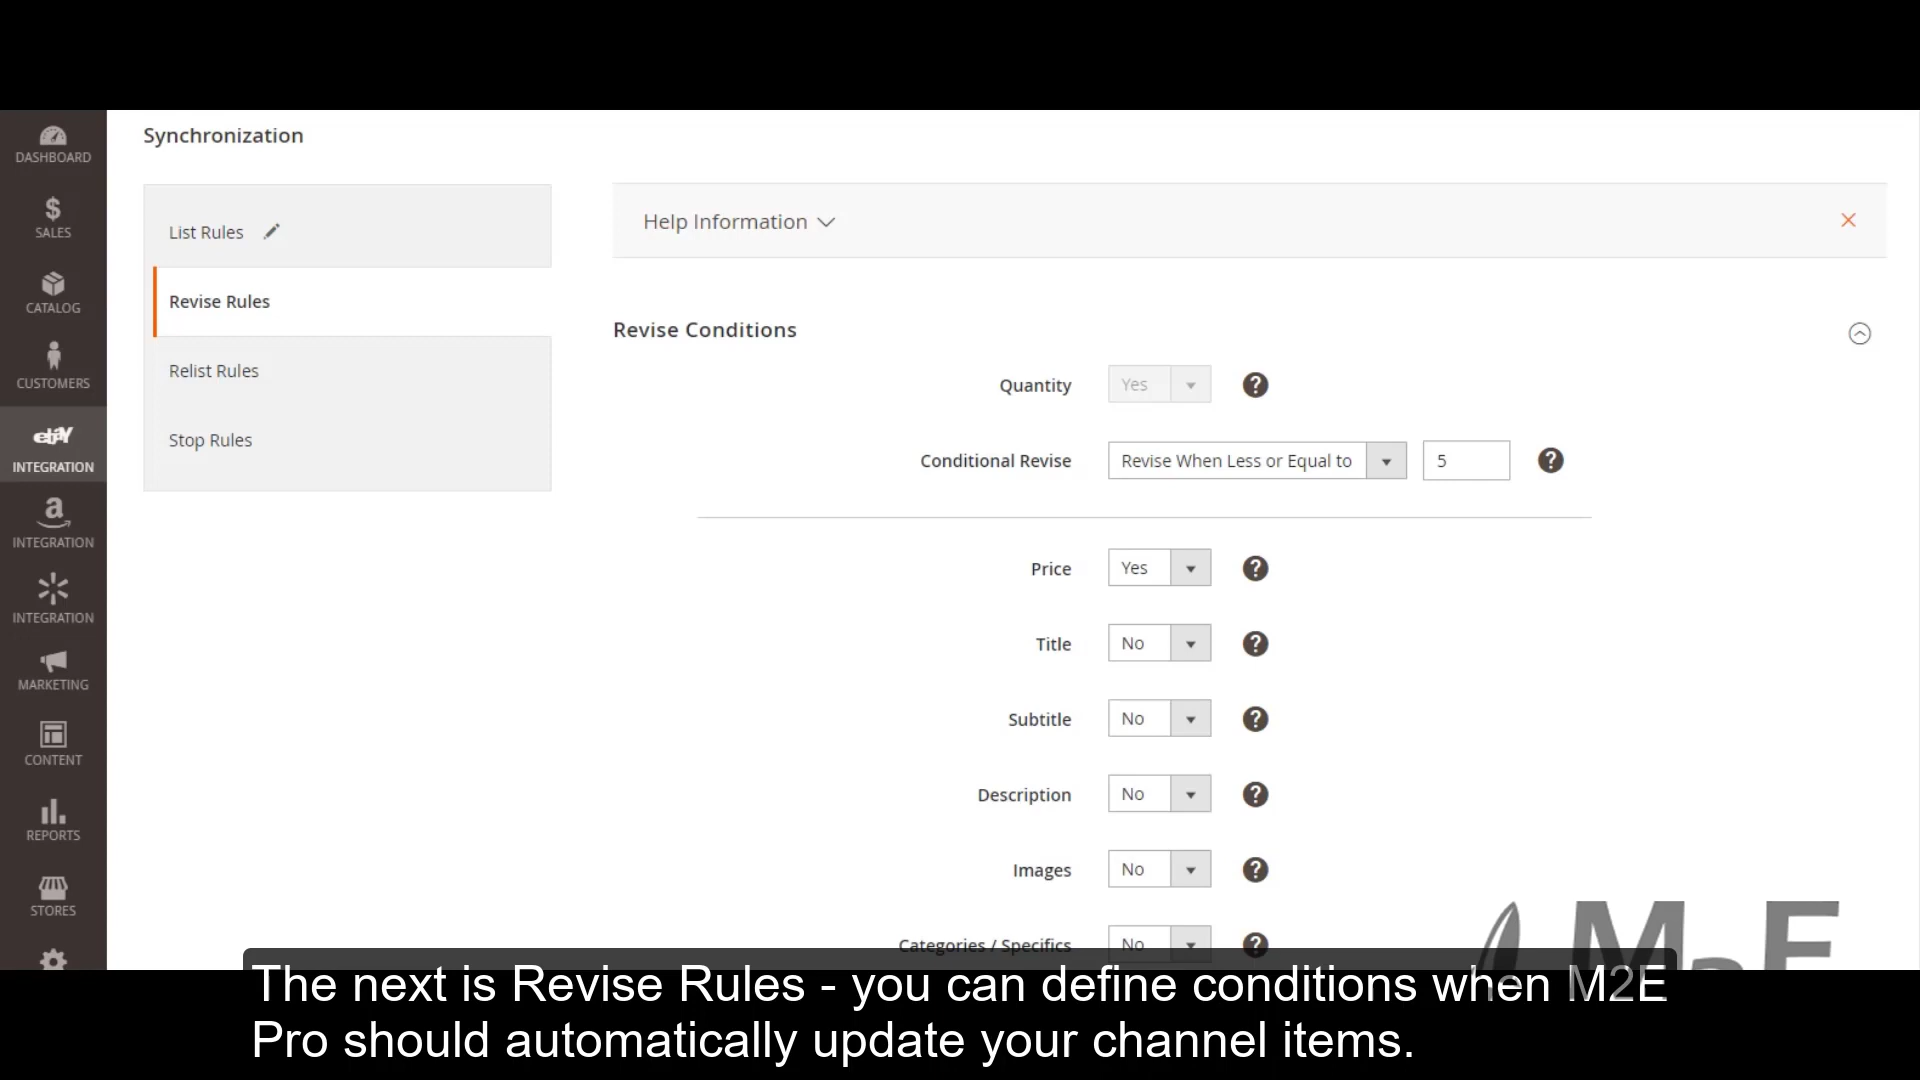 Synchronization
DASHBOARD
$
SALES
CATALOG
CUSTOMERS
ebay
INTEGRATION
a
INTEGRATION
INTEGRATION
MARKETING
CONTENT
REPORTS
STORES
List Rules
Revise Rules
Relist Rules
Stop Rules
Help Information
Revise Conditions
Quantity Yes ?
Conditional Revise Revise When Less or Equal to 5 ?
Price Yes ?
Title No ?
Subtitle No ?
Description No ?
Images No ?
Categories / Specifics No ?
M2E
The next is Revise Rules - you can define conditions when M2E
Pro should automatically update your channel items.